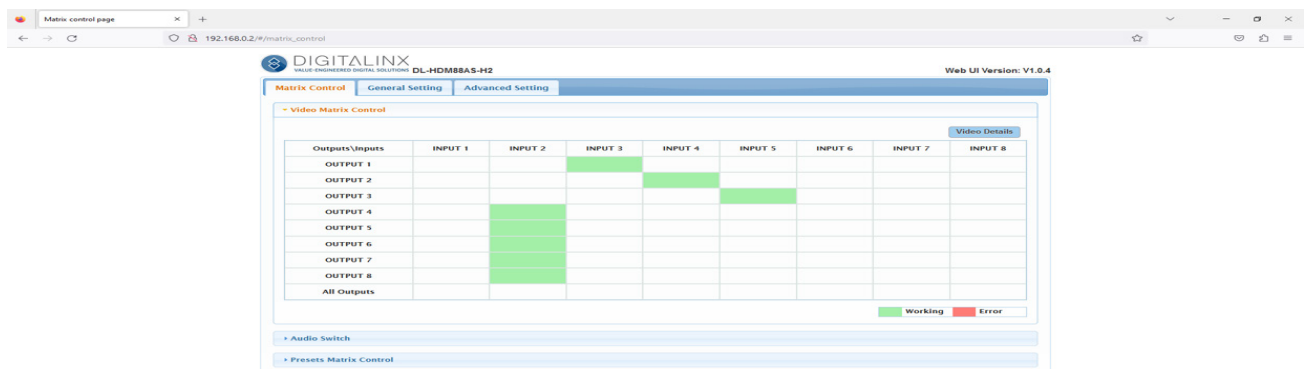 Matrix control page
192.168.0.2/#/matrix_control
DIGITALINX
VALUE-ENGINEERED DIGITAL SOLUTIONS DL-HDM88AS-H2 Web UI Version: V1.0.4
Matrix Control General Setting Advanced Setting
Video Matrix Control
Video Details
Outputs\Inputs INPUT 1 INPUT 2 INPUT 3 INPUT 4 INPUT 5 INPUT 6 INPUT 7 INPUT 8
OUTPUT 1
OUTPUT 2
OUTPUT 3
OUTPUT 4
OUTPUT 5
OUTPUT 6
OUTPUT 7
OUTPUT 8
All Outputs
Working Error
Audio Switch
Presets Matrix Control